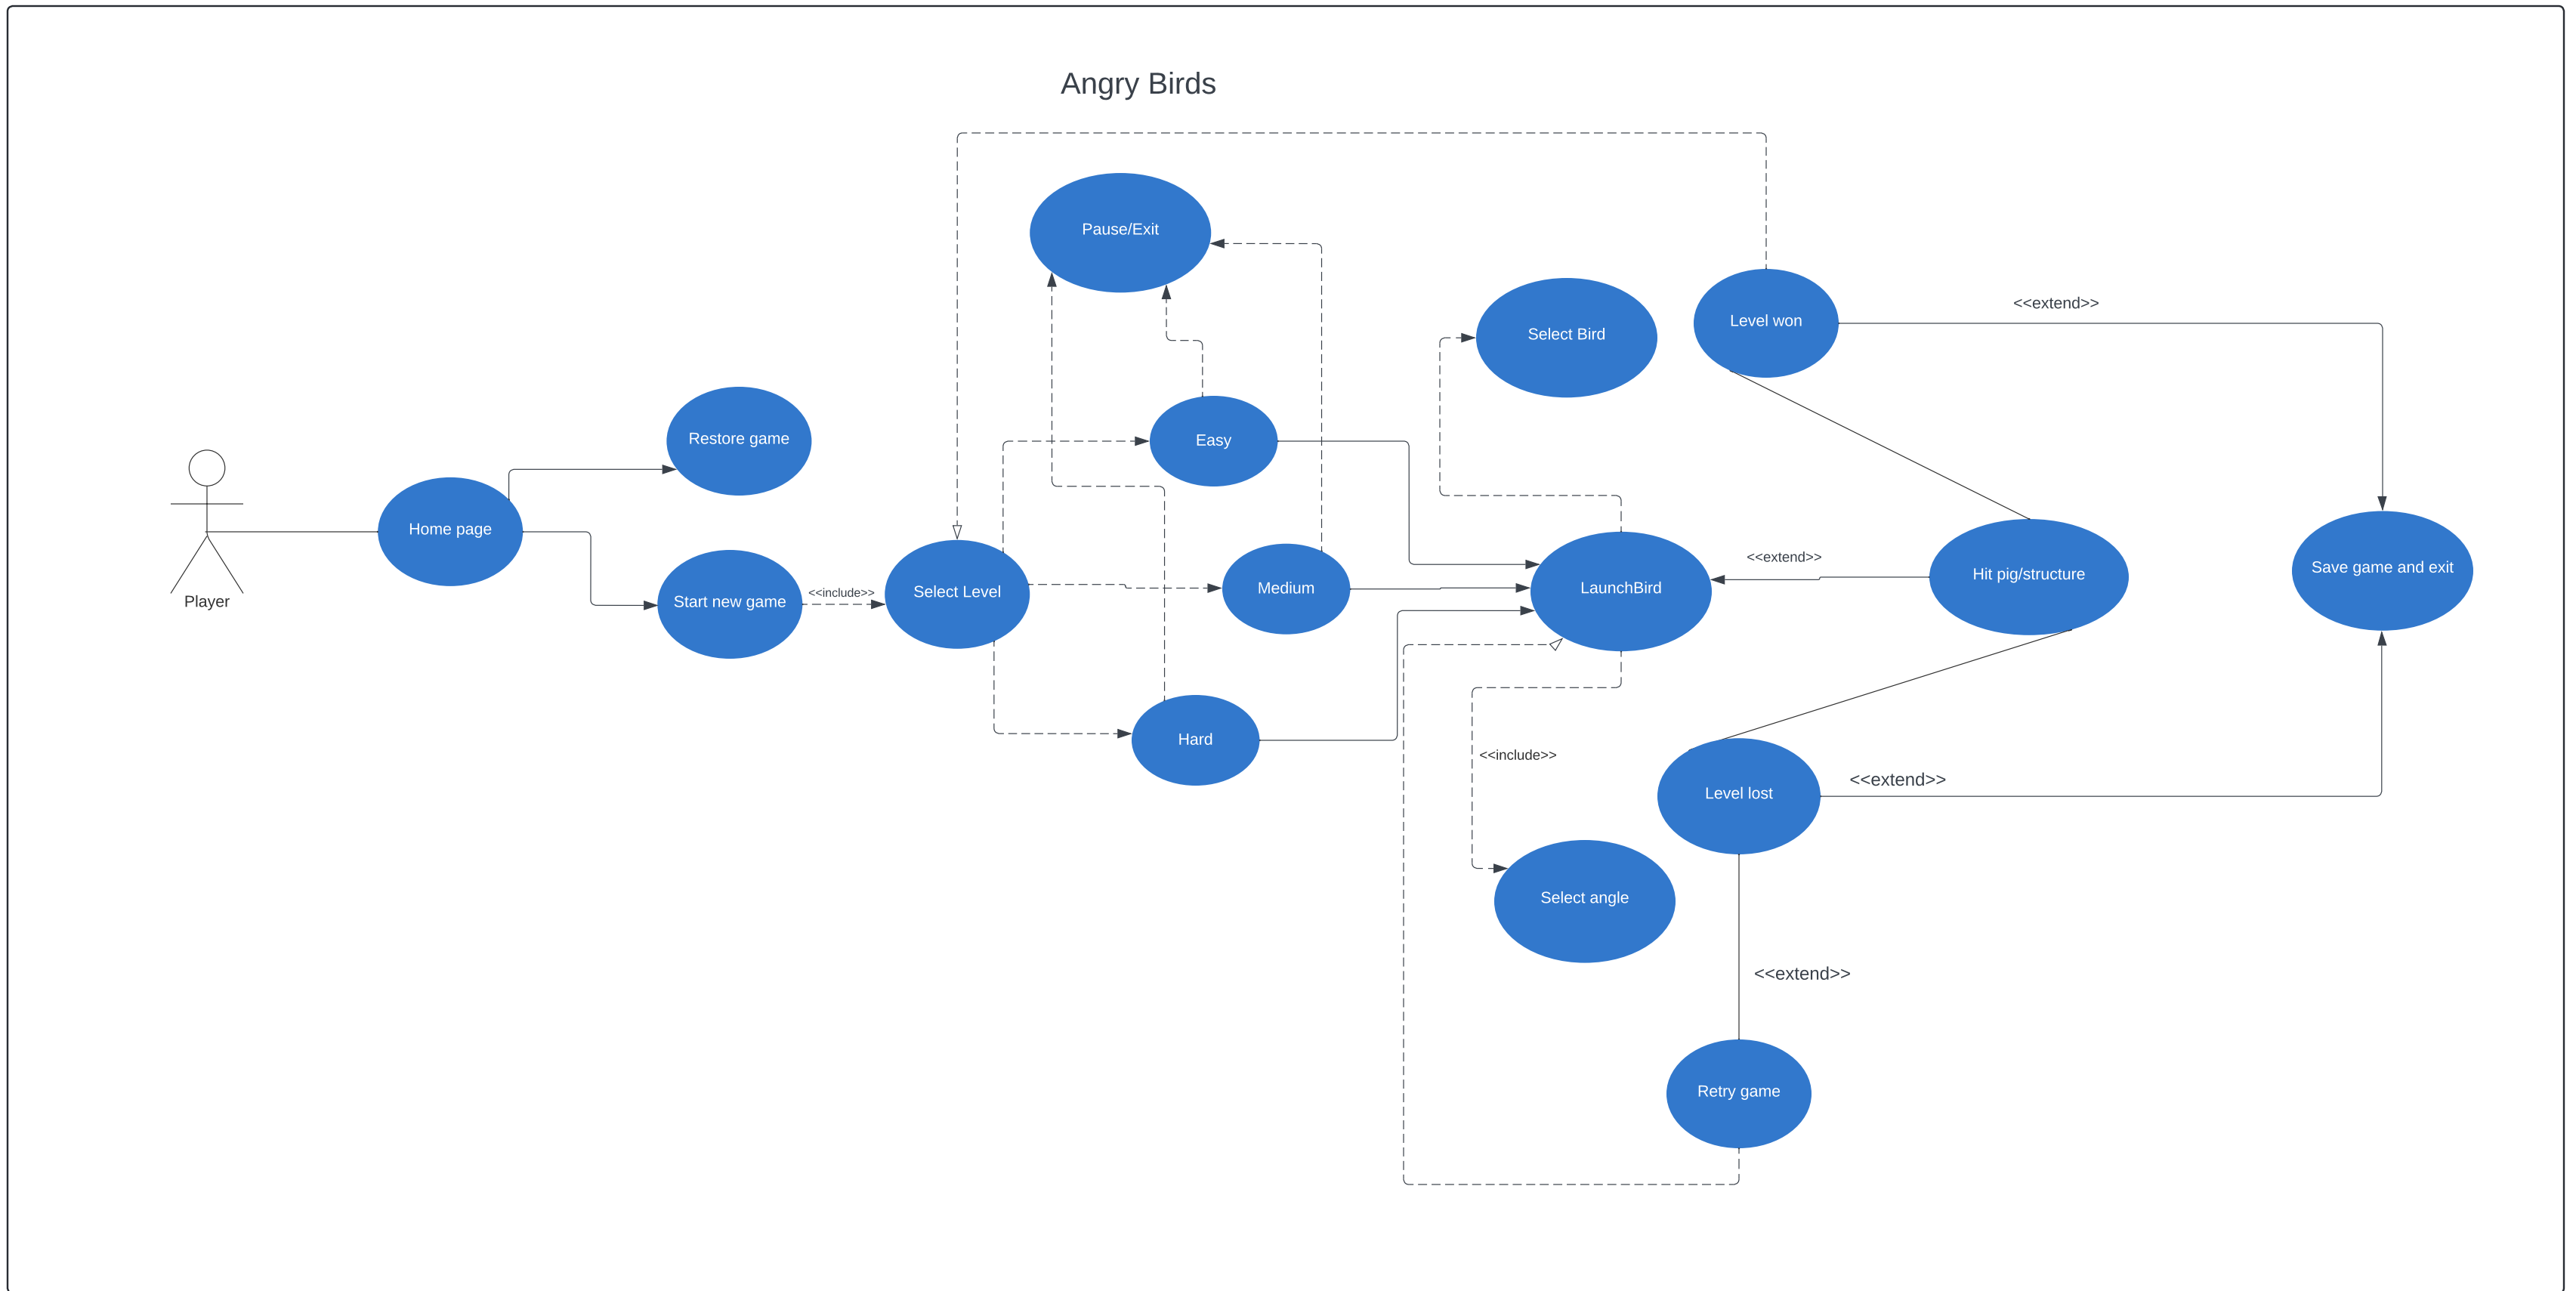 Angry Birds
Pause/Exit
Select Bird
Level won
<<extend>>
Restore game
Easy
Home page
Player
Start new game
<<include>>
Select Level
Medium
LaunchBird
<<extend>>
Hit pig/structure
Save game and exit
Hard
<<include>>
Level lost
<<extend>>
Select angle
<<extend>>
Retry game